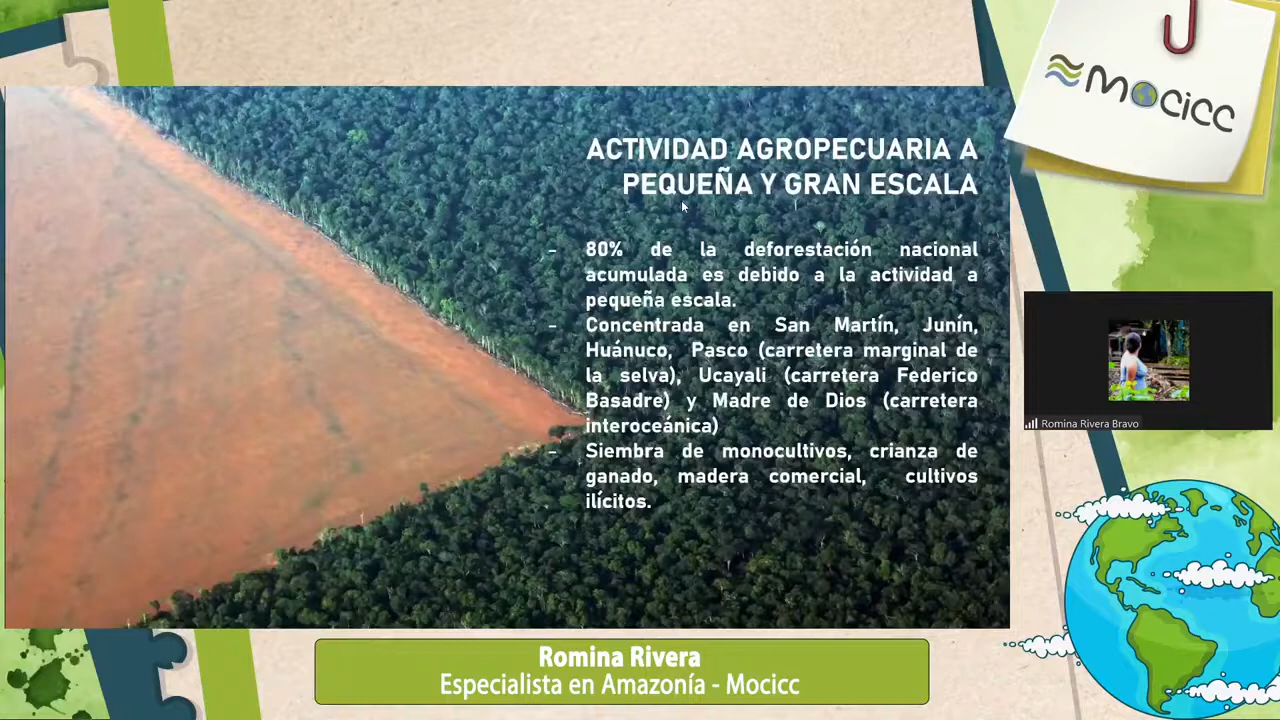 mocicc
ACTIVIDAD AGROPECUARIA A
PEQUEÑA Y GRAN ESCALA
- 80% de la deforestación nacional
acumulada es debido a la actividad a
pequeña escala.
- Concentrada en San Martín, Junín,
Huánuco, Pasco (carretera marginal de
la selva), Ucayali (carretera Federico
Basadre) y Madre de Dios (carretera
interoceánica)
- Siembra de monocultivos, crianza de
ganado, madera comercial, cultivos
ilícitos.
Romina Rivera Bravo
Romina Rivera
Especialista en Amazonía - Mocicc